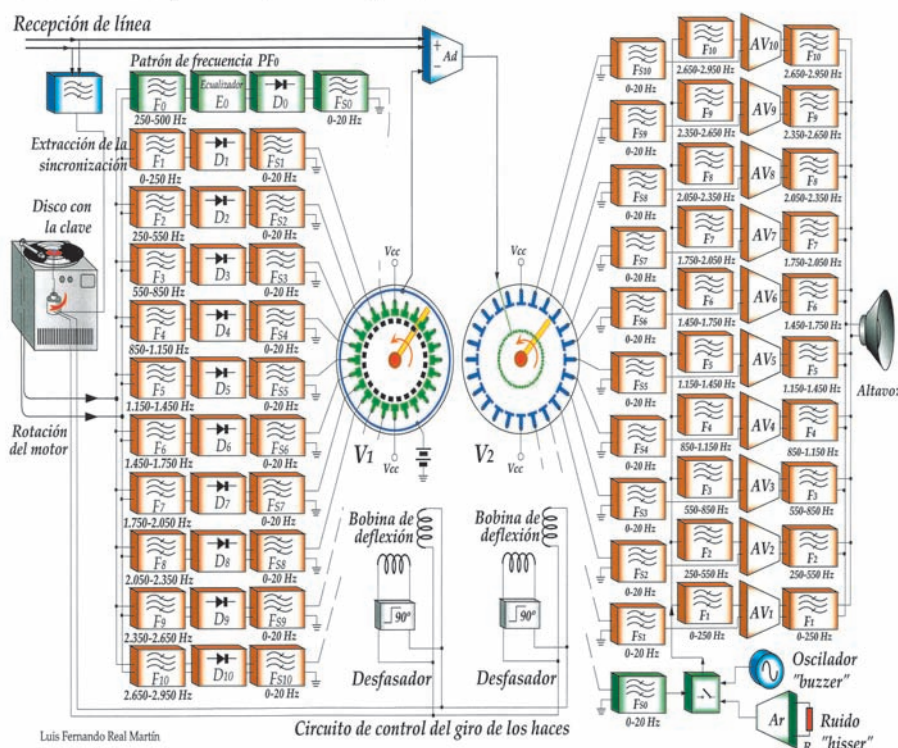 Recepción de línea
Patrón de frecuencia PF0
F0
250-500 Hz
Ecualizador
E0
D0
FS0
0-20 Hz
Extracción de la
sincronización
Disco con
la clave
Rotación
del motor
F1
0-250 Hz
D1
FS1
0-20 Hz
F2
250-550 Hz
D2
FS2
0-20 Hz
F3
550-850 Hz
D3
FS3
0-20 Hz
F4
850-1.150 Hz
D4
FS4
0-20 Hz
F5
1.150-1.450 Hz
D5
FS5
0-20 Hz
F6
1.450-1.750 Hz
D6
FS6
0-20 Hz
F7
1.750-2.050 Hz
D7
FS7
0-20 Hz
F8
2.050-2.350 Hz
D8
FS8
0-20 Hz
F9
2.350-2.650 Hz
D9
FS9
0-20 Hz
F10
2.650-2.950 Hz
D10
FS10
0-20 Hz
+
Ad
−
Vcc
V1
Vcc
Vcc
V2
Vcc
Bobina de
deflexión
90º
Desfasador
Bobina de
deflexión
90º
Desfasador
Circuito de control del giro de los haces
FS10
0-20 Hz
F10
2.650-2.950 Hz
AV10
F10
2.650-2.950 Hz
FS9
0-20 Hz
F9
2.350-2.650 Hz
AV9
F9
2.350-2.650 Hz
FS8
0-20 Hz
F8
2.050-2.350 Hz
AV8
F8
2.050-2.350 Hz
FS7
0-20 Hz
F7
1.750-2.050 Hz
AV7
F7
1.750-2.050 Hz
FS6
0-20 Hz
F6
1.450-1.750 Hz
AV6
F6
1.450-1.750 Hz
FS5
0-20 Hz
F5
1.150-1.450 Hz
AV5
F5
1.150-1.450 Hz
FS4
0-20 Hz
F4
850-1.150 Hz
AV4
F4
850-1.150 Hz
FS3
0-20 Hz
F3
550-850 Hz
AV3
F3
550-850 Hz
FS2
0-20 Hz
F2
250-550 Hz
AV2
F2
250-550 Hz
FS1
0-20 Hz
F1
0-250 Hz
AV1
F1
0-250 Hz
FS0
0-20 Hz
Altavoz
Oscilador
"buzzer"
Ar
R
Ruido
"hisser"
Luis Fernando Real Martín